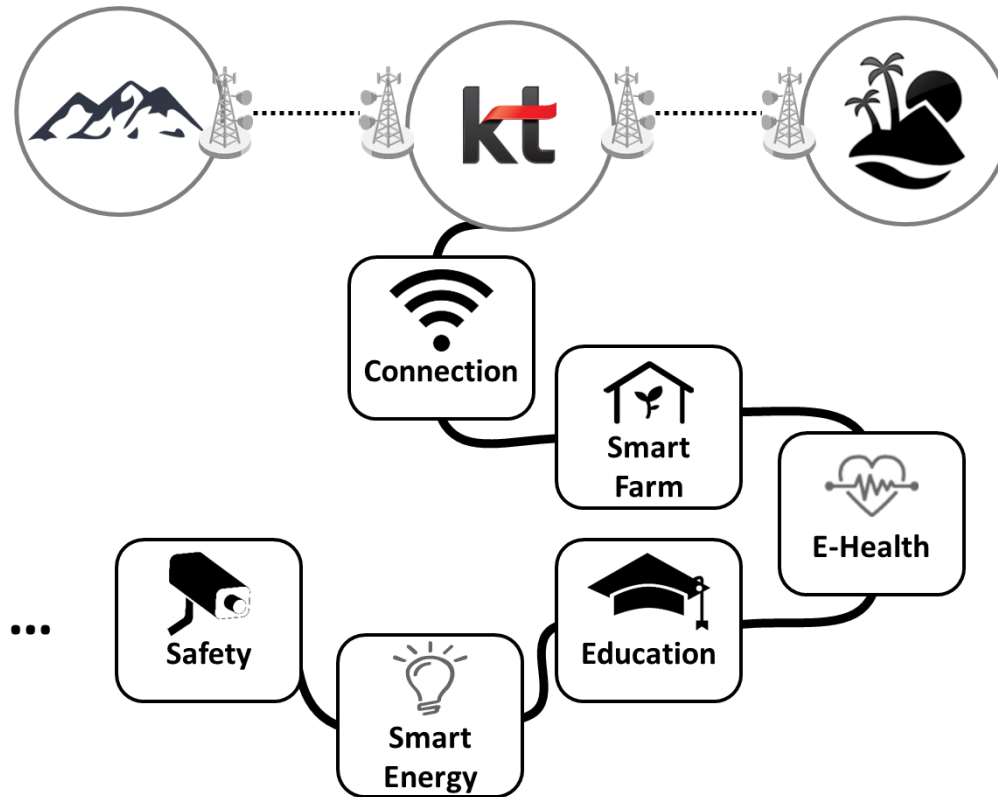 kt
Connection
Smart
Farm
E-Health
Education
Safety
Smart
Energy
...